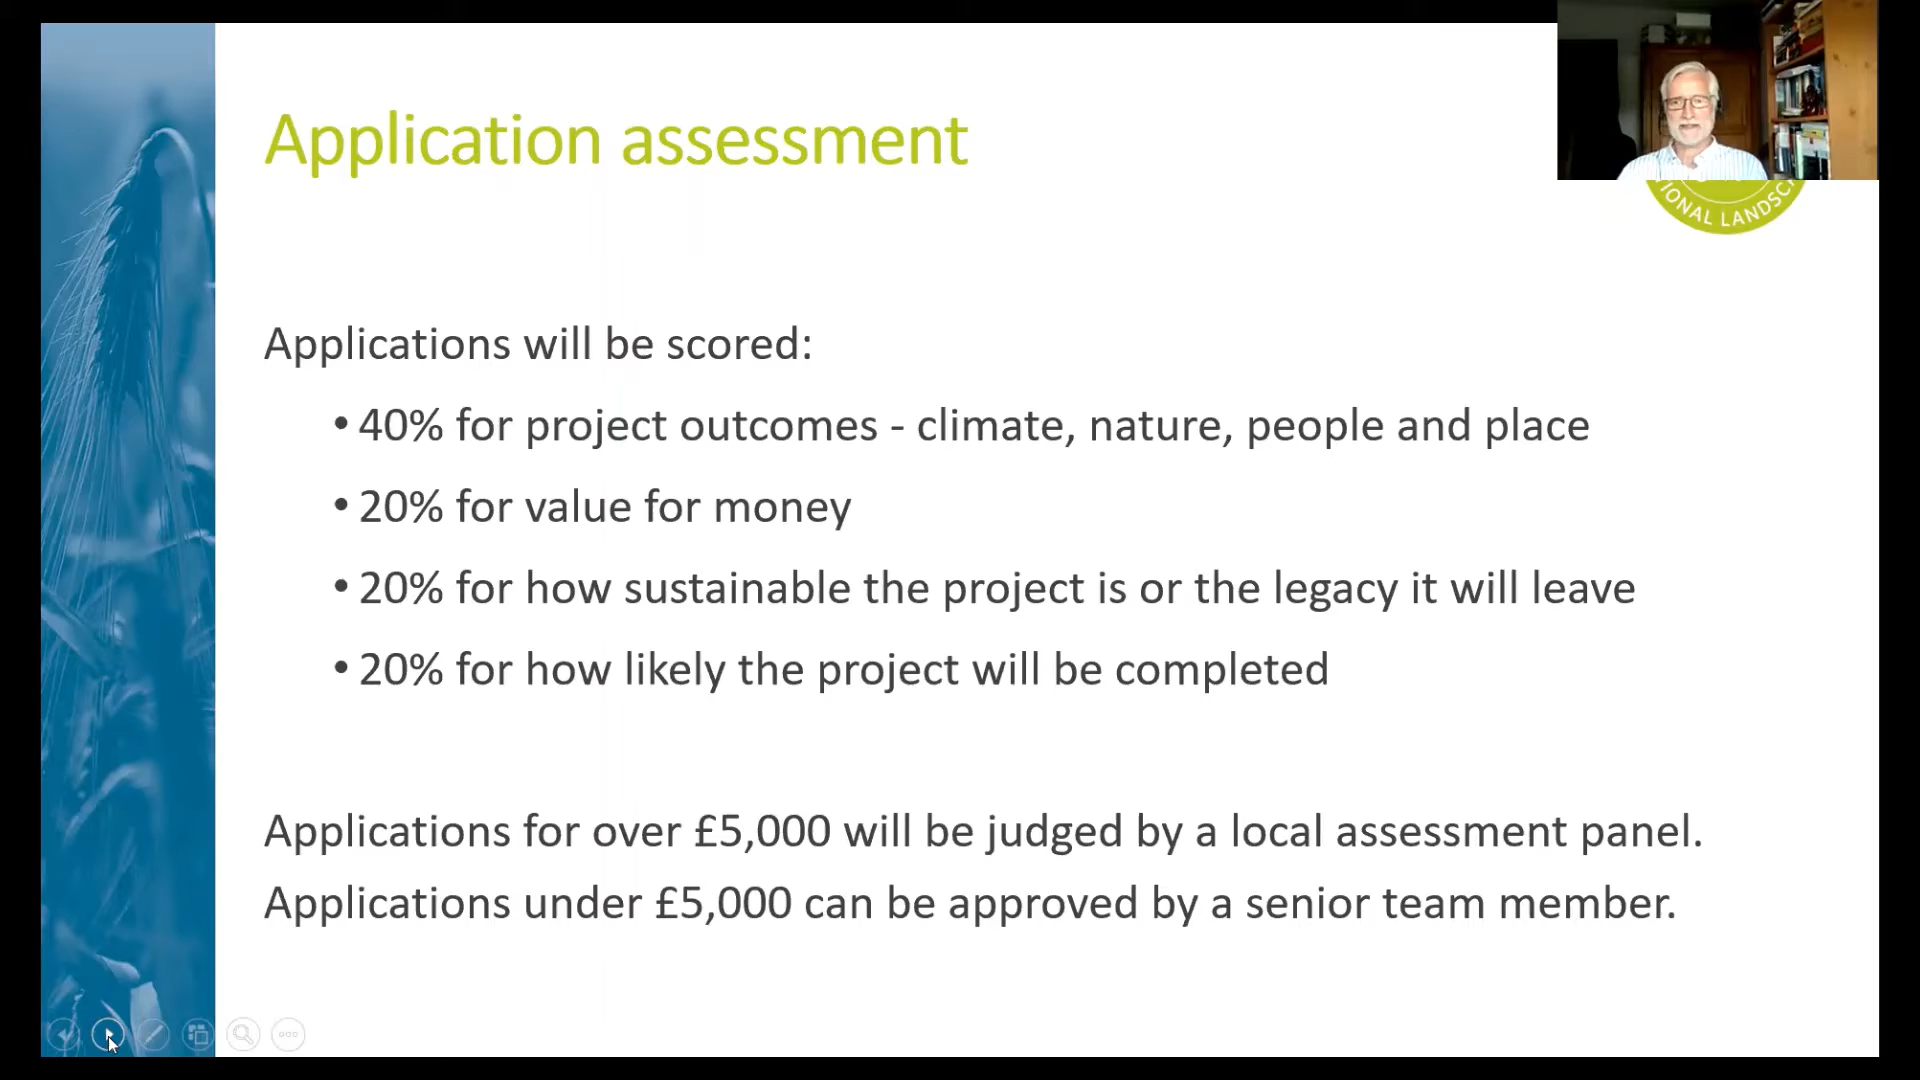 Application assessment
IONAL LANDSC
Applications will be scored:
• 40% for project outcomes - climate, nature, people and place
• 20% for value for money
• 20% for how sustainable the project is or the legacy it will leave
• 20% for how likely the project will be completed
Applications for over £5,000 will be judged by a local assessment panel.
Applications under £5,000 can be approved by a senior team member.